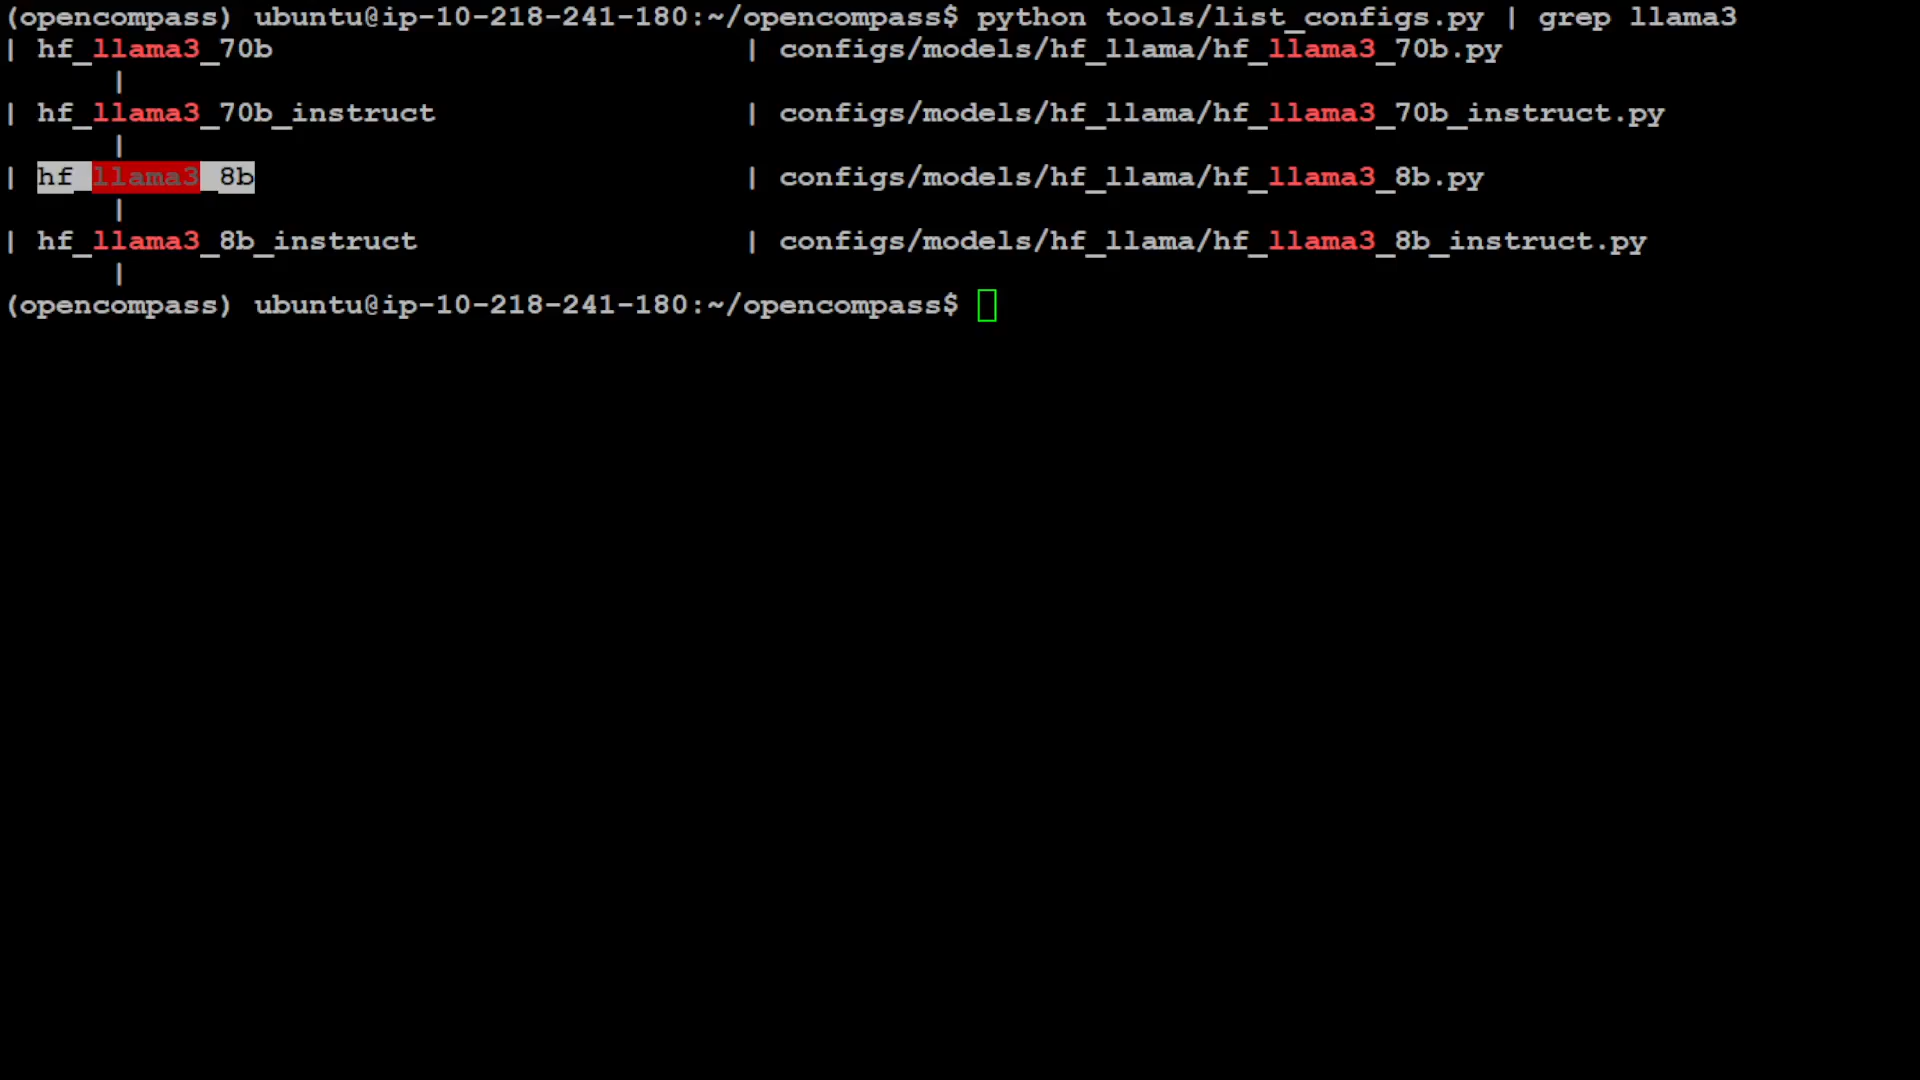 (opencompass) ubuntu@ip-10-218-241-180:~/opencompass$ python tools/list_configs.py | grep llama3
| hf_llama3_70b | configs/models/hf_llama/hf_llama3_70b.py
|
| hf_llama3_70b_instruct | configs/models/hf_llama/hf_llama3_70b_instruct.py
|
| hf_llama3_8b | configs/models/hf_llama/hf_llama3_8b.py
|
| hf_llama3_8b_instruct | configs/models/hf_llama/hf_llama3_8b_instruct.py
|
(opencompass) ubuntu@ip-10-218-241-180:~/opencompass$